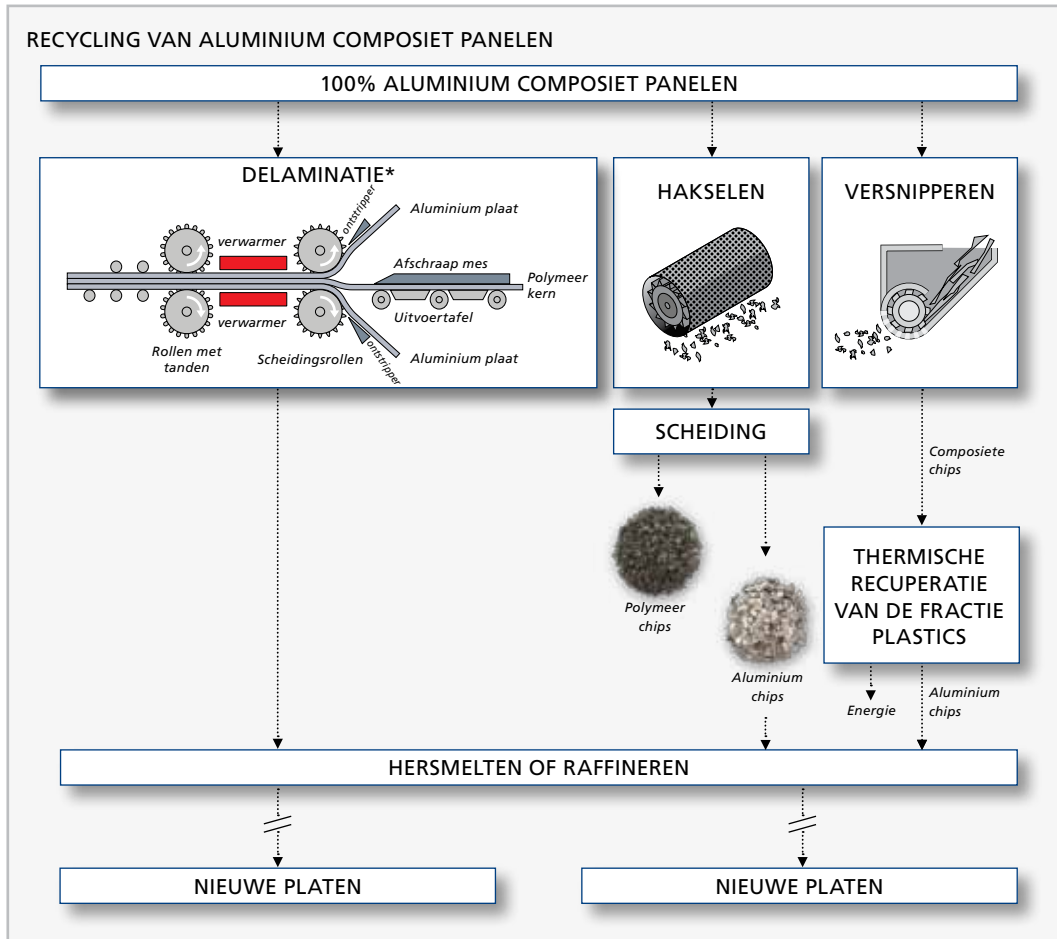 RECYCLING VAN ALUMINIUM COMPOSIET PANELEN
100% ALUMINIUM COMPOSIET PANELEN
DELAMINATIE*
ontstripper
Aluminium plaat
verwarmer
Afschraap mes
Polymeer
kern
Uitvoertafel
verwarmer
Rollen met
tanden
Scheidingsrollen
ontstripper
Aluminium plaat
HAKSELEN
VERSNIPPEREN
SCHEIDING
Composiete
chips
Polymeer
chips
Aluminium
chips
THERMISCHE
RECUPERATIE
VAN DE FRACTIE
PLASTICS
Energie
Aluminium
chips
HERSMELTEN OF RAFFINEREN
NIEUWE PLATEN
NIEUWE PLATEN